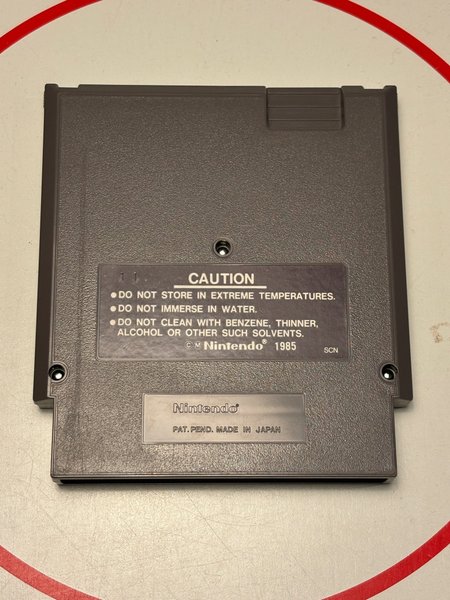 11
CAUTION
●DO NOT STORE IN EXTREME TEMPERATURES.
●DO NOT IMMERSE IN WATER.
●DO NOT CLEAN WITH BENZENE, THINNER,
ALCOHOL OR OTHER SUCH SOLVENTS.
©M Nintendo® 1985 SCN
Nintendo®
PAT. PEND. MADE IN JAPAN